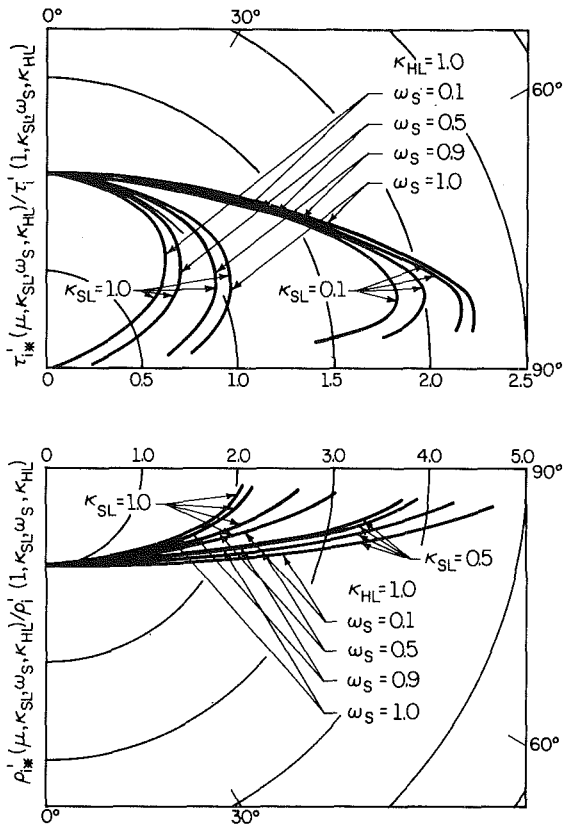 0° 30°
60°
κHL = 1.0
ωS = 0.1
ωS = 0.5
ωS = 0.9
ωS = 1.0
κSL = 1.0
κSL = 0.1
90°
0 0.5 1.0 1.5 2.0 2.5
τ'i* (μ, κSL, ωS, κHL)/τ'i (1, κSL, ωS, κHL)
0 1.0 2.0 3.0 4.0 5.0
90°
κSL = 1.0
κSL = 0.5
κHL = 1.0
ωS = 0.1
ωS = 0.5
ωS = 0.9
ωS = 1.0
60°
0° 30°
ρ'i* (μ, κSL, ωS, κHL)/ρ'i (1, κSL, ωS, κHL)